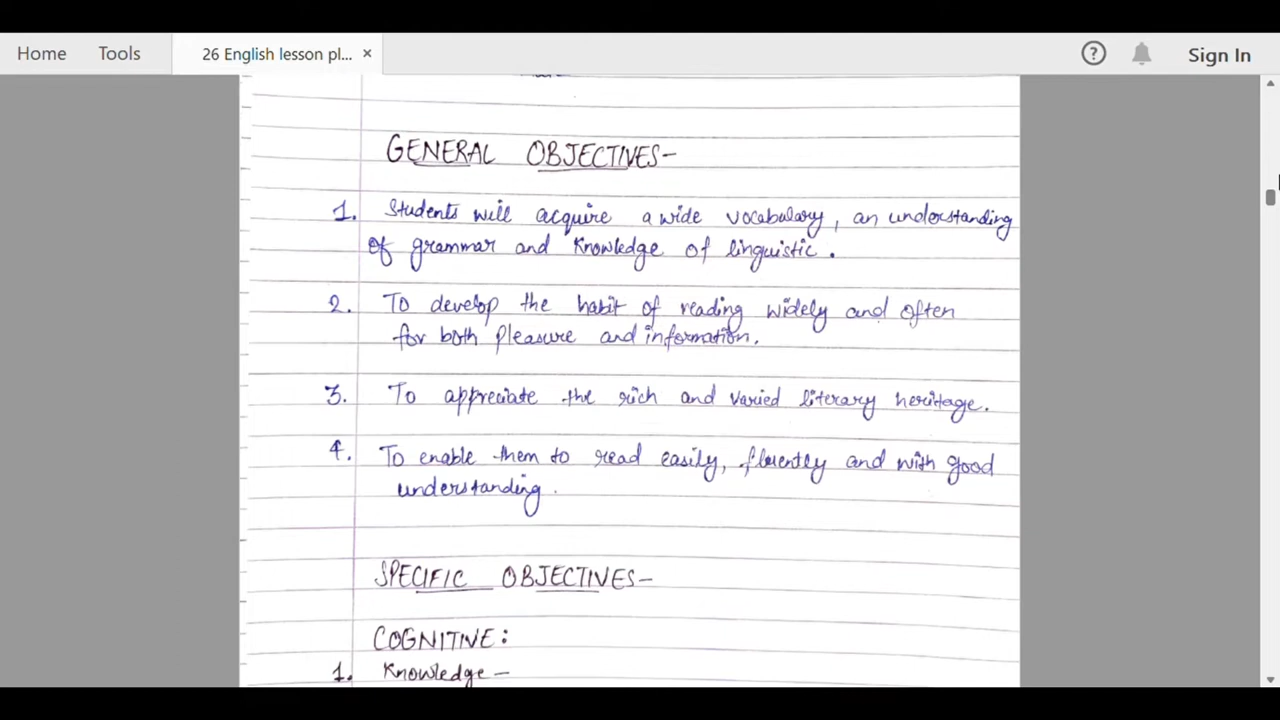 Home Tools 26 English lesson pl... × ? Sign In
GENERAL OBJECTIVES-
1. Students will acquire a wide vocabulary, an understanding
of grammar and knowledge of linguistic.
2. To develop the habit of reading widely and often
for both pleasure and information.
3. To appreciate the rich and varied literary heritage.
4. To enable them to read easily, fluently and with good
understanding.
SPECIFIC OBJECTIVES-
COGNITIVE:
1. Knowledge -